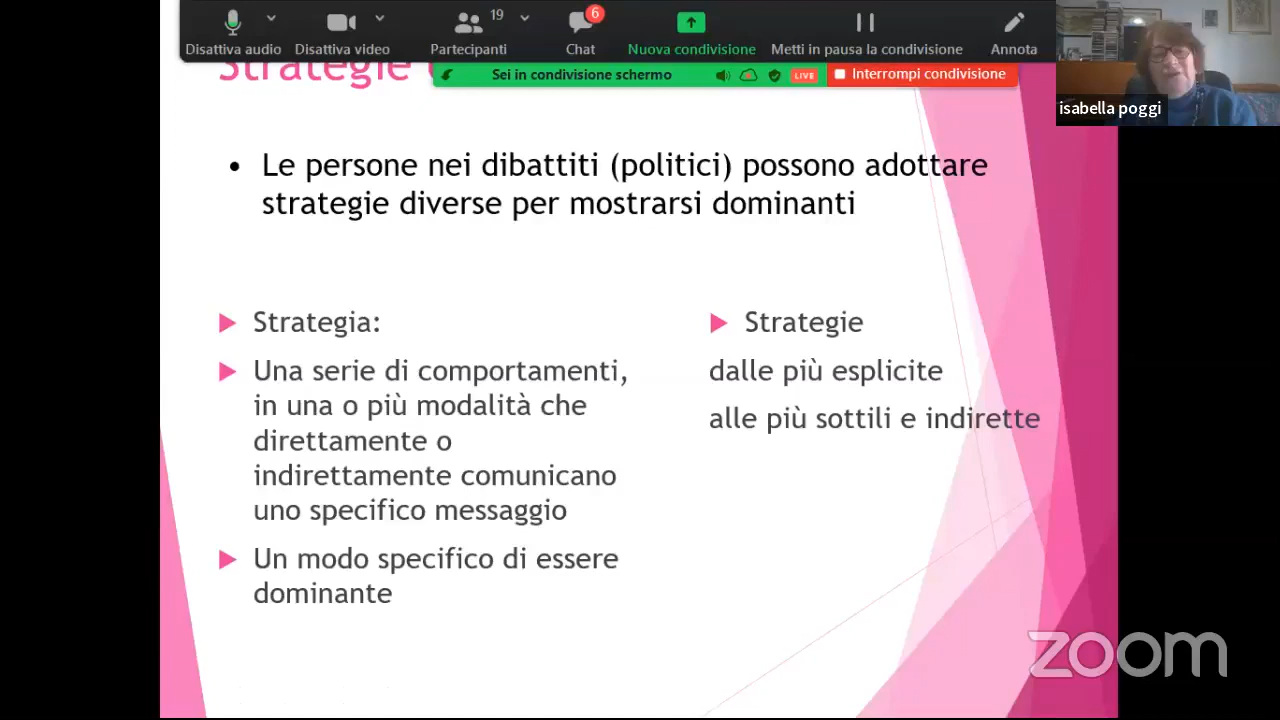 19
6
Disattiva audio
Disattiva video
Partecipanti
Chat
Nuova condivisione
Metti in pausa la condivisione
Annota
Strategie
Sei in condivisione schermo
LIVE
Interrompi condivisione
isabella poggi
• Le persone nei dibattiti (politici) possono adottare
strategie diverse per mostrarsi dominanti
Strategia:
Una serie di comportamenti,
in una o più modalità che
direttamente o
indirettamente comunicano
uno specifico messaggio
Un modo specifico di essere
dominante
Strategie
dalle più esplicite
alle più sottili e indirette
zoom